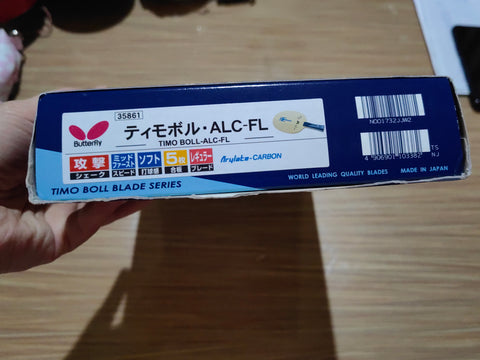 35861
Butterfly
ティモボル・ALC-FL
TIMO BOLL-ALC-FL
攻撃
シェーク
ミッド
ファースト
スピード
ソフト
打球感
5枚
合板
レギュラー
ブレード
Arylate-CARBON
TIMO BOLL BLADE SERIES
WORLD LEADING QUALITY BLADES
MADE IN JAPAN
N001732JJW2
4 906901 103382
TS
NJ